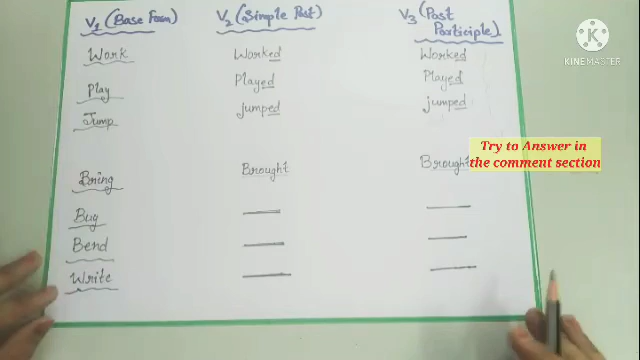 V1 (Base Form) V2 (Simple Past) V3 (Past Participle)
Work Worked Worked
Play Played Played
Jump jumped jumped
Bring Brought Brought
Bug
Bend
Write
Try to Answer in
the comment section
K
KINEMASTER